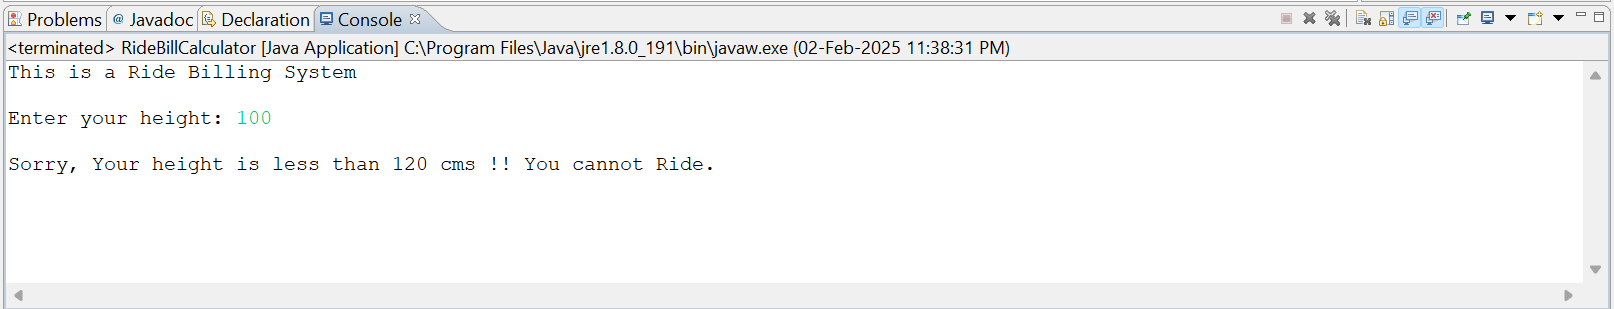 Problems @ Javadoc Declaration Console
<terminated> RideBillCalculator [Java Application] C:\Program Files\Java\jre1.8.0_191\bin\javaw.exe (02-Feb-2025 11:38:31 PM)
This is a Ride Billing System
Enter your height: 100
Sorry, Your height is less than 120 cms !! You cannot Ride.